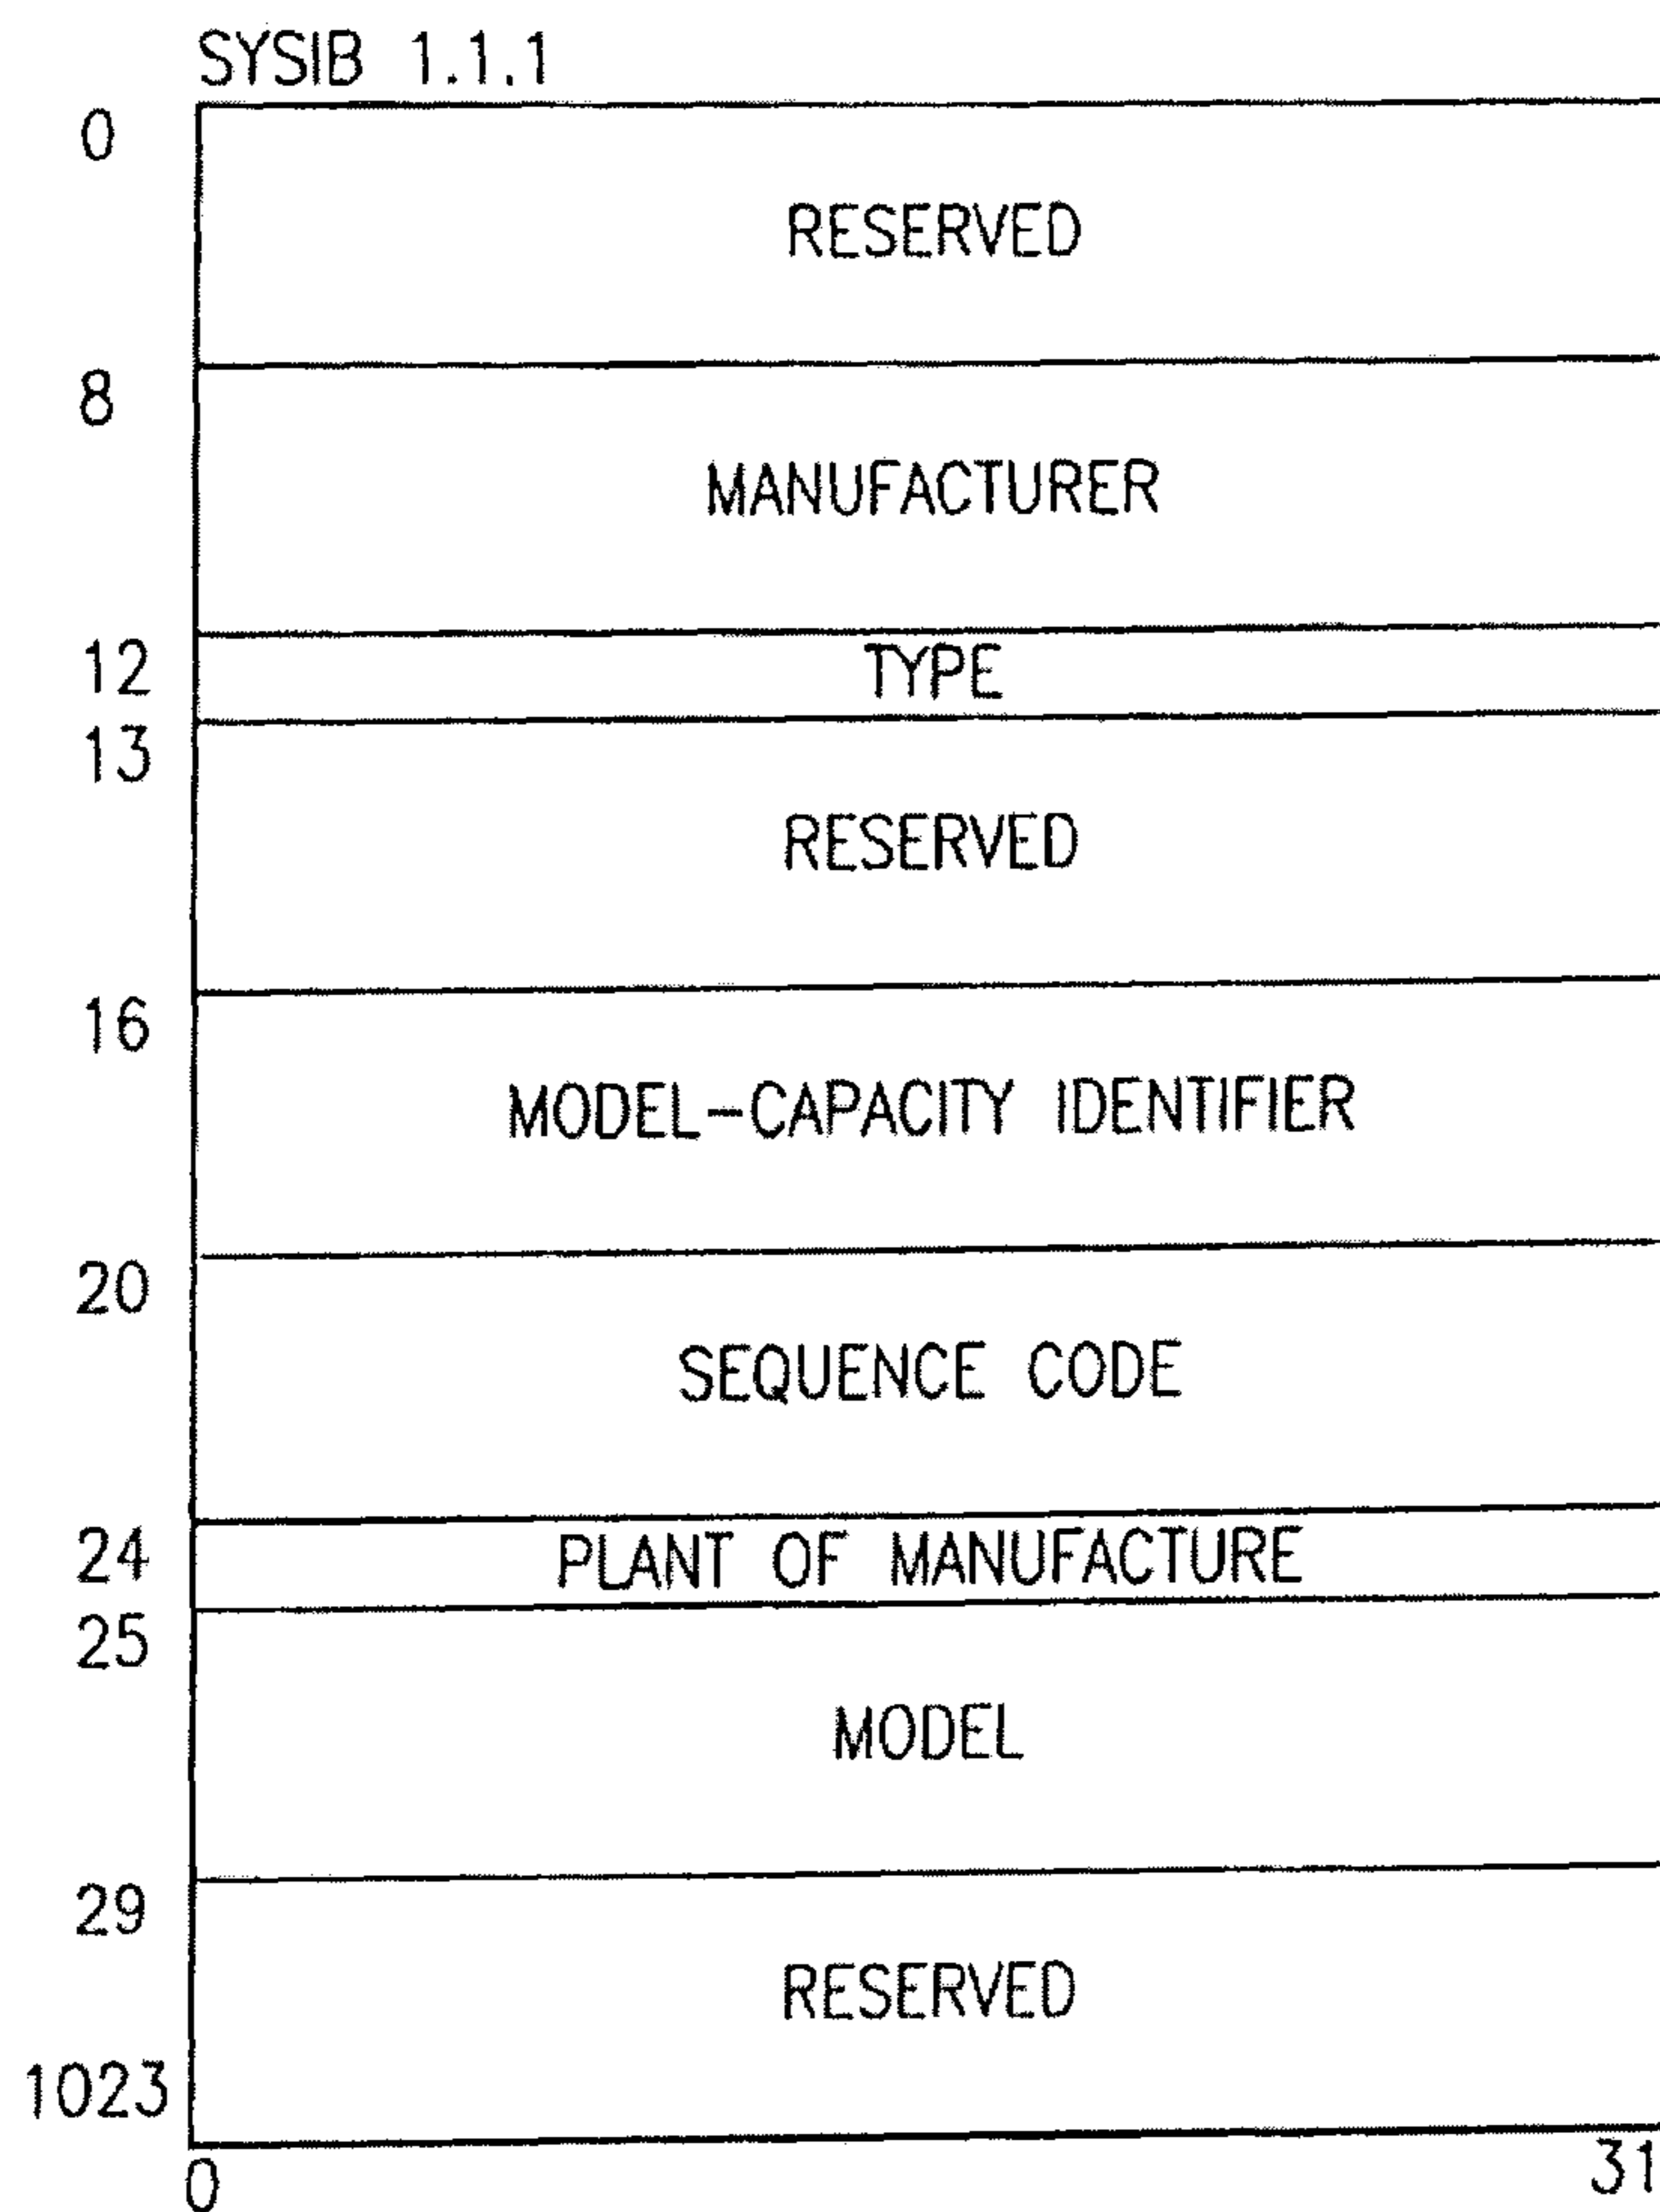 SYSIB 1.1.1
0
RESERVED
8
MANUFACTURER
12
TYPE
13
RESERVED
16
MODEL-CAPACITY IDENTIFIER
20
SEQUENCE CODE
24
PLANT OF MANUFACTURE
25
MODEL
29
RESERVED
1023
0 31